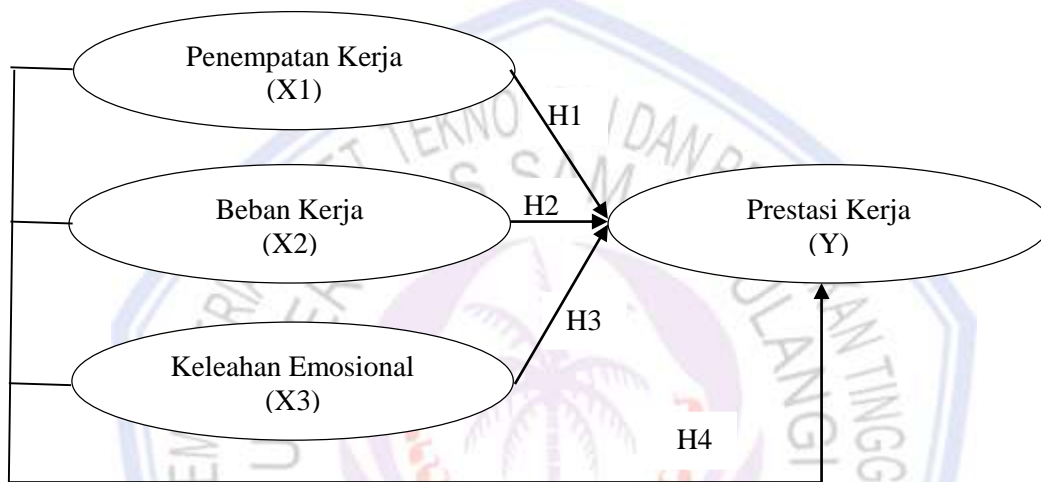 Penempatan Kerja
(X1)
H1
Beban Kerja
(X2)
H2
Prestasi Kerja
(Y)
Keleahan Emosional
(X3)
H3
H4